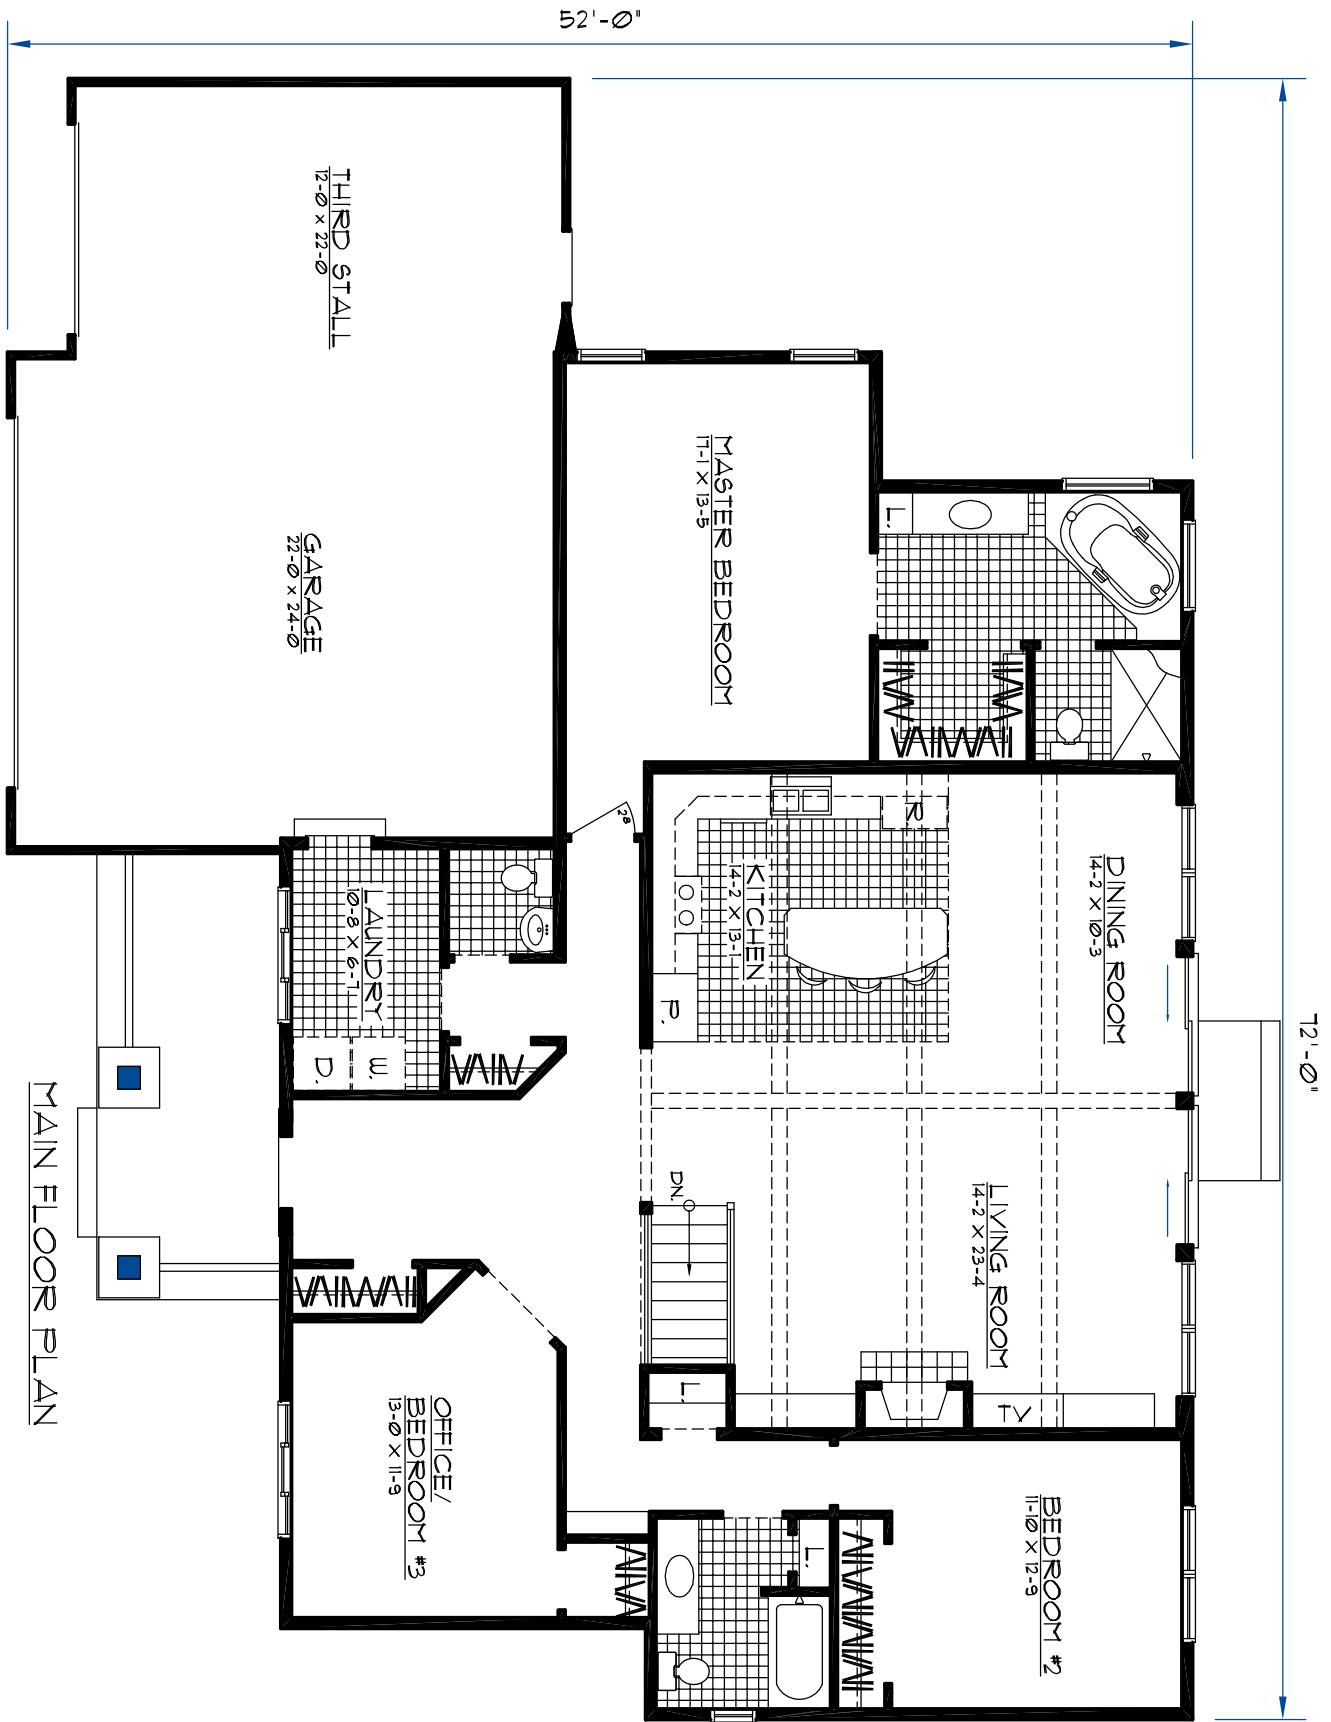 52'-0"
72'-0"
THIRD STALL
12-0 X 22-0
GARAGE
22-0 X 24-0
MASTER BEDROOM
17-1 X 13-5
L.
28
R
KITCHEN
14-2 X 13-1
P.
DINING ROOM
14-2 X 10-3
LAUNDRY
10-8 X 6-7
W.
D.
DN.
LIVING ROOM
14-2 X 23-4
TV
L.
OFFICE/
BEDROOM #3
13-0 X 11-9
L.
BEDROOM #2
11-10 X 12-9
MAIN FLOOR PLAN